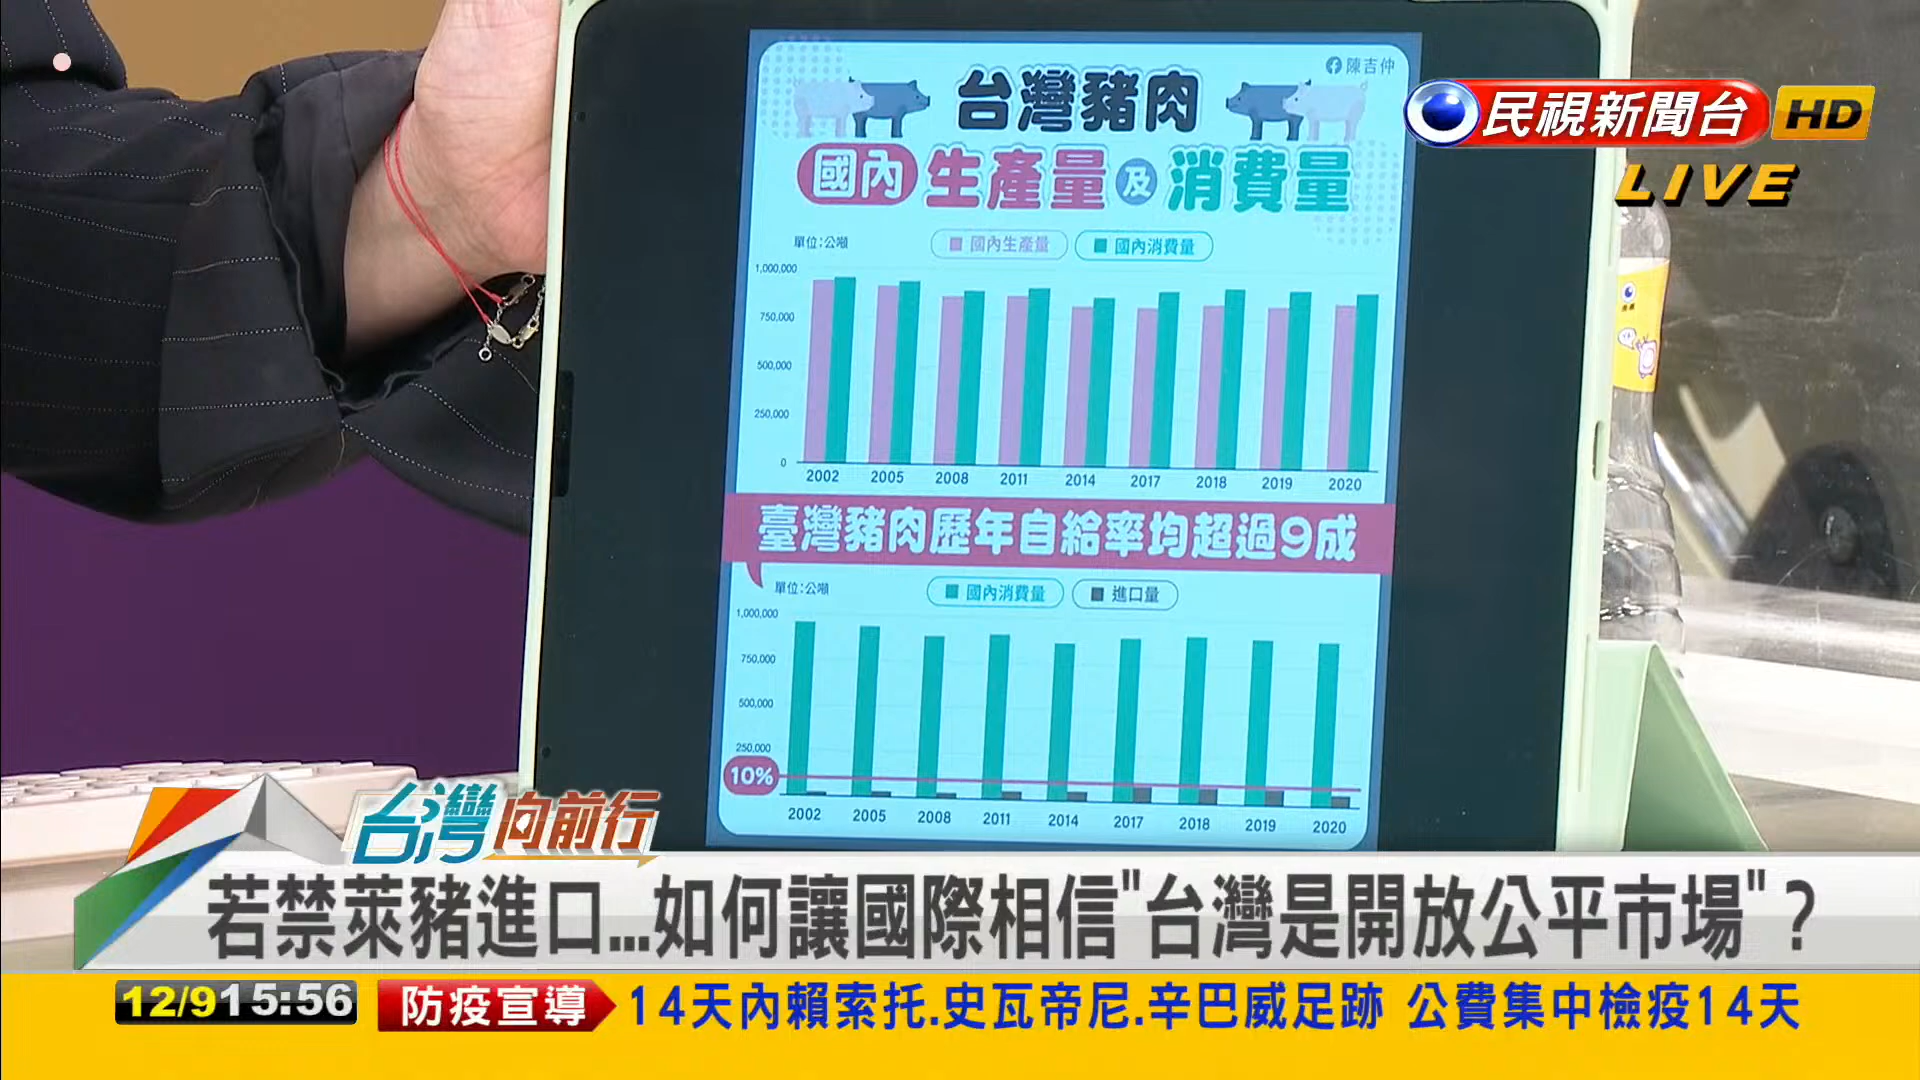 陳吉仲
台灣豬肉
國內生產量及消費量
單位:公噸
國內生產量 國內消費量
1,000,000
750,000
500,000
250,000
0
2002 2005 2008 2011 2014 2017 2018 2019 2020
臺灣豬肉歷年自給率均超過9成
單位:公噸
國內消費量 進口量
1,000,000
750,000
500,000
250,000
10%
2002 2005 2008 2011 2014 2017 2018 2019 2020
民視新聞台 HD
LIVE
台灣向前行
若禁萊豬進口...如何讓國際相信"台灣是開放公平市場"?
12/9 15:56 防疫宣導 14天內賴索托.史瓦帝尼.辛巴威足跡 公費集中檢疫14天